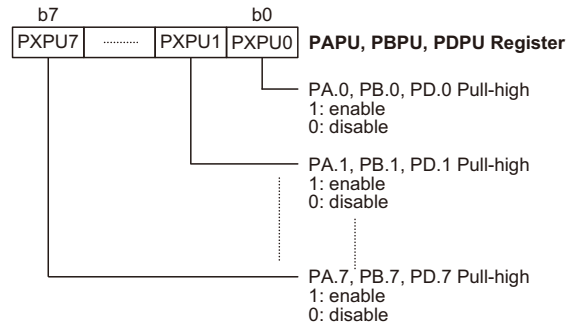 b7 b0
PXPU7 PXPU1 PXPU0 PAPU, PBPU, PDPU Register
PA.0, PB.0, PD.0 Pull-high
1: enable
0: disable
PA.1, PB.1, PD.1 Pull-high
1: enable
0: disable
PA.7, PB.7, PD.7 Pull-high
1: enable
0: disable